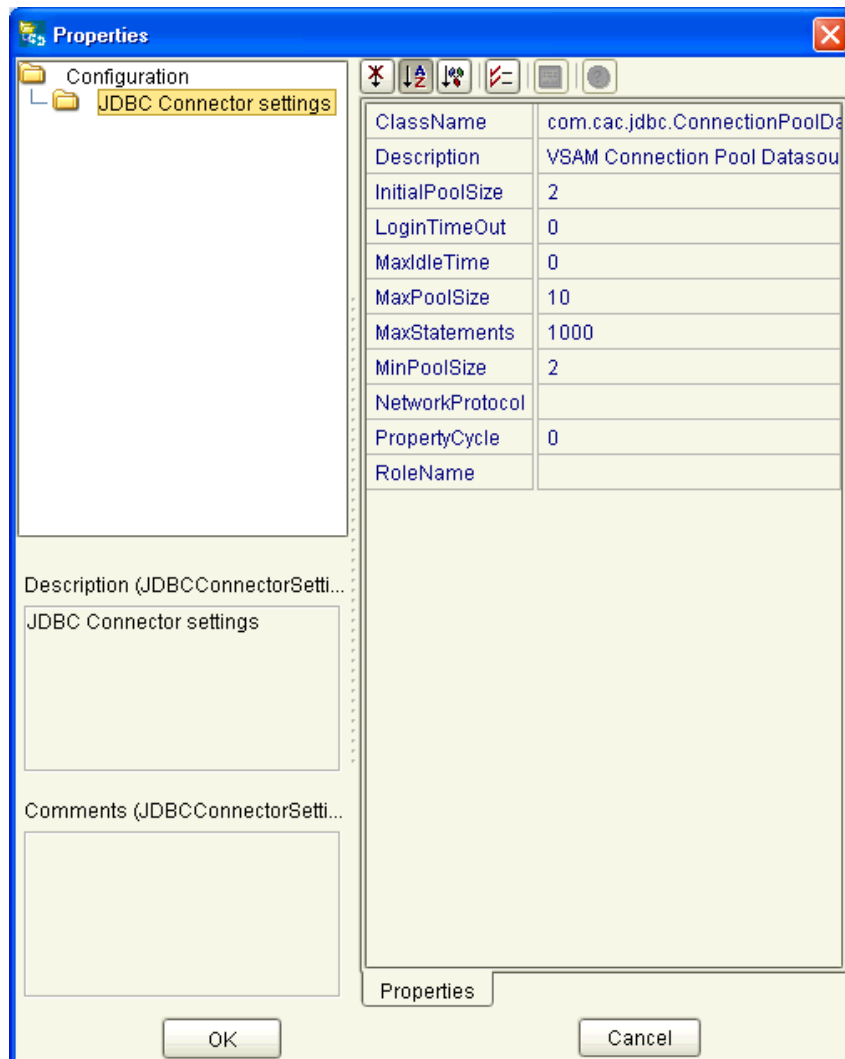 Properties
Configuration
JDBC Connector settings
ClassName com.cac.jdbc.ConnectionPoolDa
Description VSAM Connection Pool Datasou
InitialPoolSize 2
LoginTimeOut 0
MaxIdleTime 0
MaxPoolSize 10
MaxStatements 1000
MinPoolSize 2
NetworkProtocol
PropertyCycle 0
RoleName
Description (JDBCConnectorSetti...
JDBC Connector settings
Comments (JDBCConnectorSetti...
Properties
OK Cancel